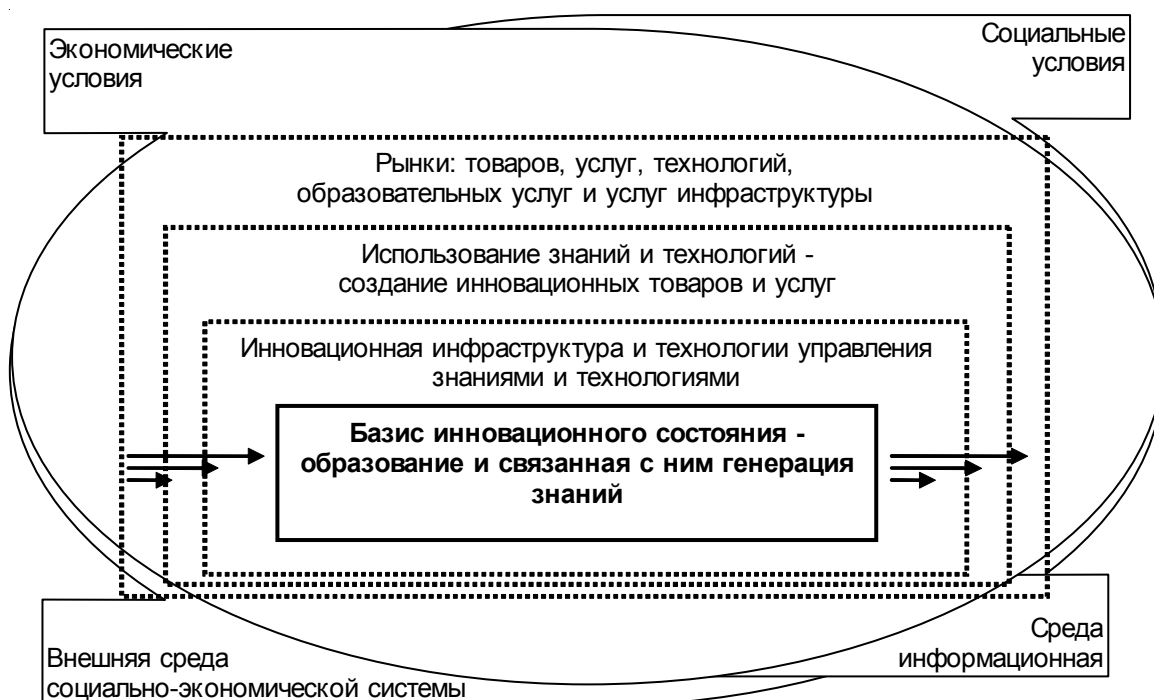 Экономические
условия
Социальные
условия
Рынки: товаров, услуг, технологий,
образовательных услуг и услуг инфраструктуры
Использование знаний и технологий -
создание инновационных товаров и услуг
Инновационная инфраструктура и технологии управления
знаниями и технологиями
Базис инновационного состояния -
образование и связанная с ним генерация
знаний
Внешняя среда
социально-экономической системы
Среда
информационная